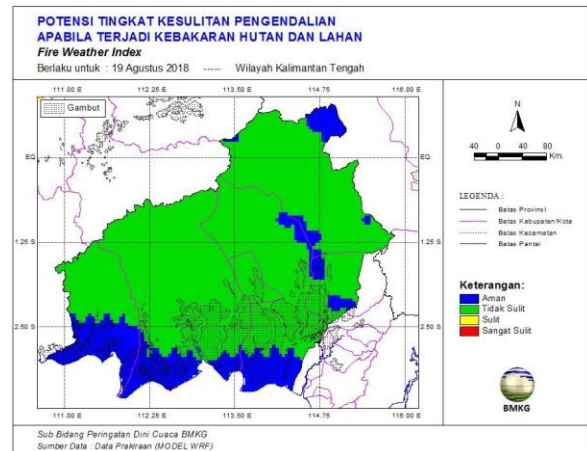 POTENSI TINGKAT KESULITAN PENGENDALIAN
APABILA TERJADI KEBAKARAN HUTAN DAN LAHAN
Fire Weather Index
Berlaku untuk : 19 Agustus 2018 ----- Wilayah Kalimantan Tengah
111.00 E 112.25 E 113.50 E 114.75 E 116.00 E
Gambut
EQ EQ
1.25 S 1.25 S
2.50 S 2.50 S
111.00 E 112.25 E 113.50 E 114.75 E 116.00 E
N
40 0 40 80
Km.
LEGENDA :
Batas Provinsi
Batas Kabupaten/Kota
Batas Kecamatan
Batas Pantai
Keterangan:
Aman
Tidak Sulit
Sulit
Sangat Sulit
BMKG
Sub Bidang Peringatan Dini Cuaca BMKG
Sumber Data : Data Prakiraan (MODEL WRF)